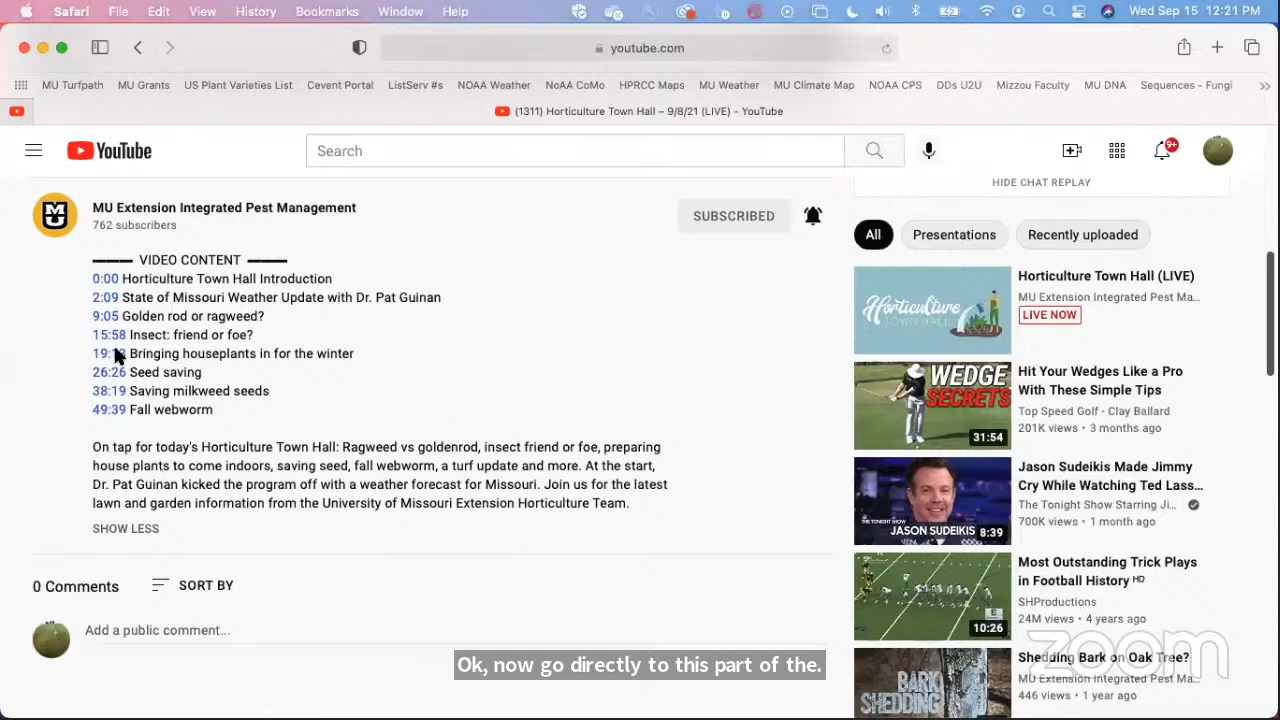 Safari File Edit View History Bookmarks Window Help Wed Sep 15 12:21 PM
youtube.com
MU Turfpath MU Grants US Plant Varieties List Covent Portal ListServ #s NOAA Weather NoAA CoMo HPRCC Maps MU Weather MU Climate Map NOAA CPS DDs U2U Mizzou Faculty MU DNA Sequences - Fungi
(1311) Horticulture Town Hall – 9/8/21 (LIVE) - YouTube
YouTube
Search
9+
HIDE CHAT REPLAY
MU
MU Extension Integrated Pest Management
762 subscribers
SUBSCRIBED
VIDEO CONTENT
0:00 Horticulture Town Hall Introduction
2:09 State of Missouri Weather Update with Dr. Pat Guinan
9:05 Golden rod or ragweed?
15:58 Insect: friend or foe?
Bringing houseplants in for the winter
26:26 Seed saving
38:19 Saving milkweed seeds
49:39 Fall webworm
On tap for today's Horticulture Town Hall: Ragweed vs goldenrod, insect friend or foe, preparing
house plants to come indoors, saving seed, fall webworm, a turf update and more. At the start,
Dr. Pat Guinan kicked the program off with a weather forecast for Missouri. Join us for the latest
lawn and garden information from the University of Missouri Extension Horticulture Team.
SHOW LESS
0 Comments SORT BY
Add a public comment...
All Presentations Recently uploaded
Horticulture
TOWN HALL
Horticulture Town Hall (LIVE)
MU Extension Integrated Pest Ma...
LIVE NOW
WEDGE
SECRETS
31:54
Hit Your Wedges Like a Pro
With These Simple Tips
Top Speed Golf - Clay Ballard
201K views • 3 months ago
THE TONIGHT SHOW
JASON SUDEIKIS 8:39
Jason Sudeikis Made Jimmy
Cry While Watching Ted Lass...
The Tonight Show Starring Ji...
700K views • 1 month ago
10:26
Most Outstanding Trick Plays
in Football History HD
SHProductions
24M views • 4 years ago
BARK
SHEDDING
Shedding Bark on Oak Tree?
MU Extension Integrated Pest Ma...
446 views • 1 year ago
zoom
Ok, now go directly to this part of the.